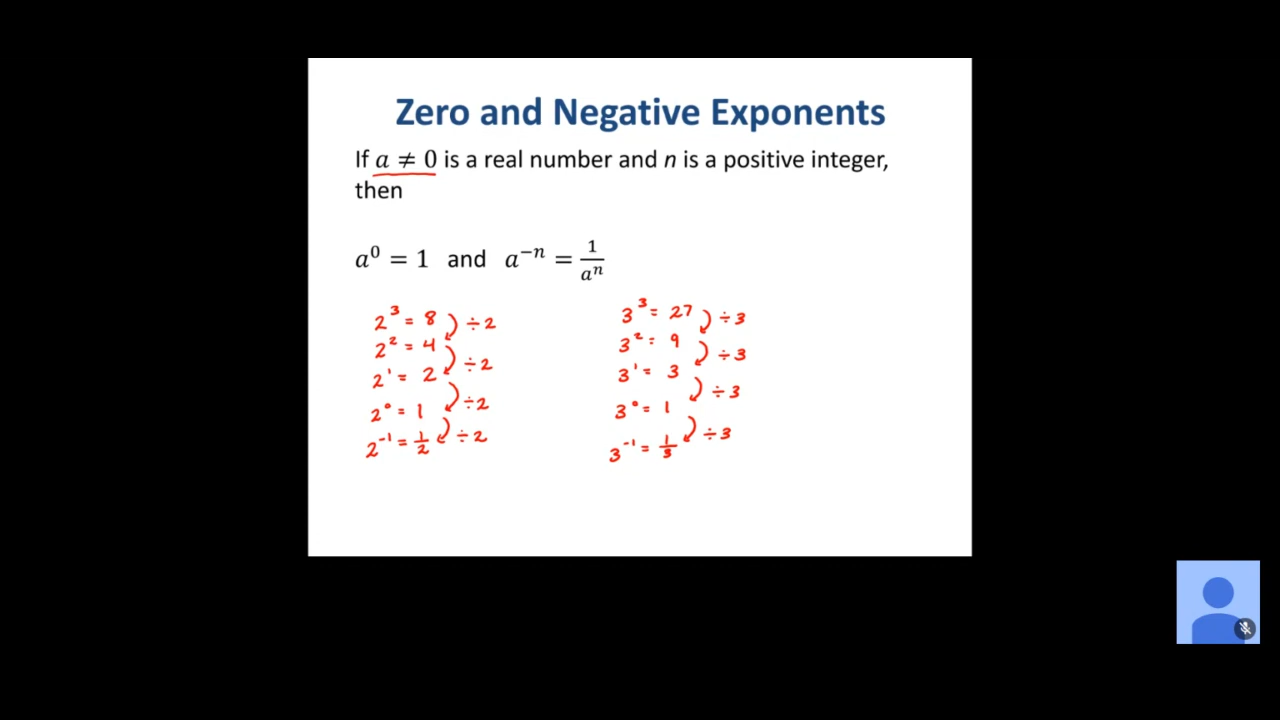 Zero and Negative Exponents
If a ≠ 0 is a real number and n is a positive integer,
then
a⁰ = 1 and a⁻ⁿ = 1/aⁿ
2³ = 8 ÷2
2² = 4 ÷2
2¹ = 2 ÷2
2⁰ = 1 ÷2
2⁻¹ = 1/2
3³ = 27 ÷3
3² = 9 ÷3
3¹ = 3 ÷3
3⁰ = 1 ÷3
3⁻¹ = 1/3